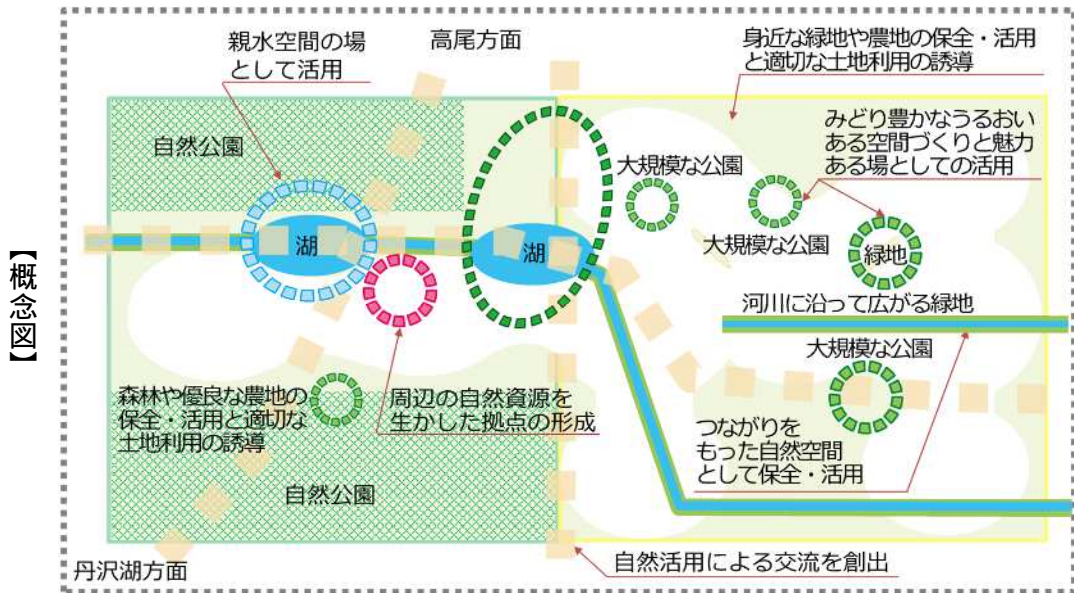 【概念図】
親水空間の場
として活用
高尾方面
身近な緑地や農地の保全・活用
と適切な土地利用の誘導
自然公園
みどり豊かなうるおい
ある空間づくりと魅力
ある場としての活用
大規模な公園
大規模な公園
湖
湖
緑地
河川に沿って広がる緑地
大規模な公園
森林や優良な農地の
保全・活用と適切な
土地利用の誘導
周辺の自然資源を
生かした拠点の形成
つながりを
もった自然空間
として保全・活用
自然公園
自然活用による交流を創出
丹沢湖方面